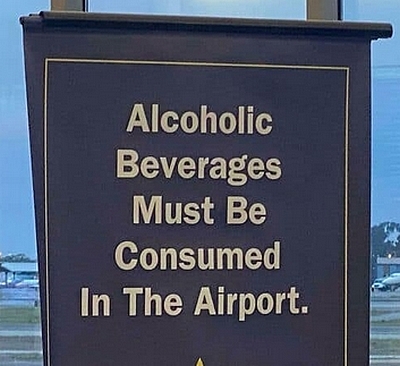 Alcoholic
Beverages
Must Be
Consumed
In The Airport.